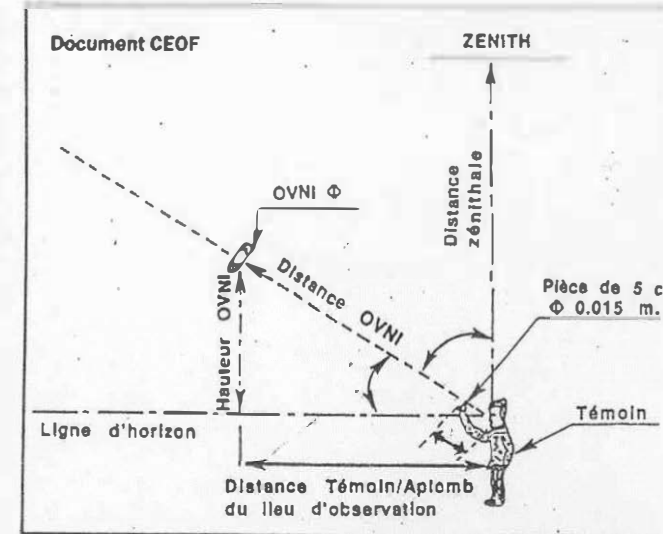 Document CEOF
ZENITH
OVNI Φ
Distance
zénithale
Distance OVNI
Hauteur OVNI
Pièce de 5 c
Φ 0.015 m.
Témoin
Ligne d'horizon
Distance Témoin/Aplomb
du lieu d'observation